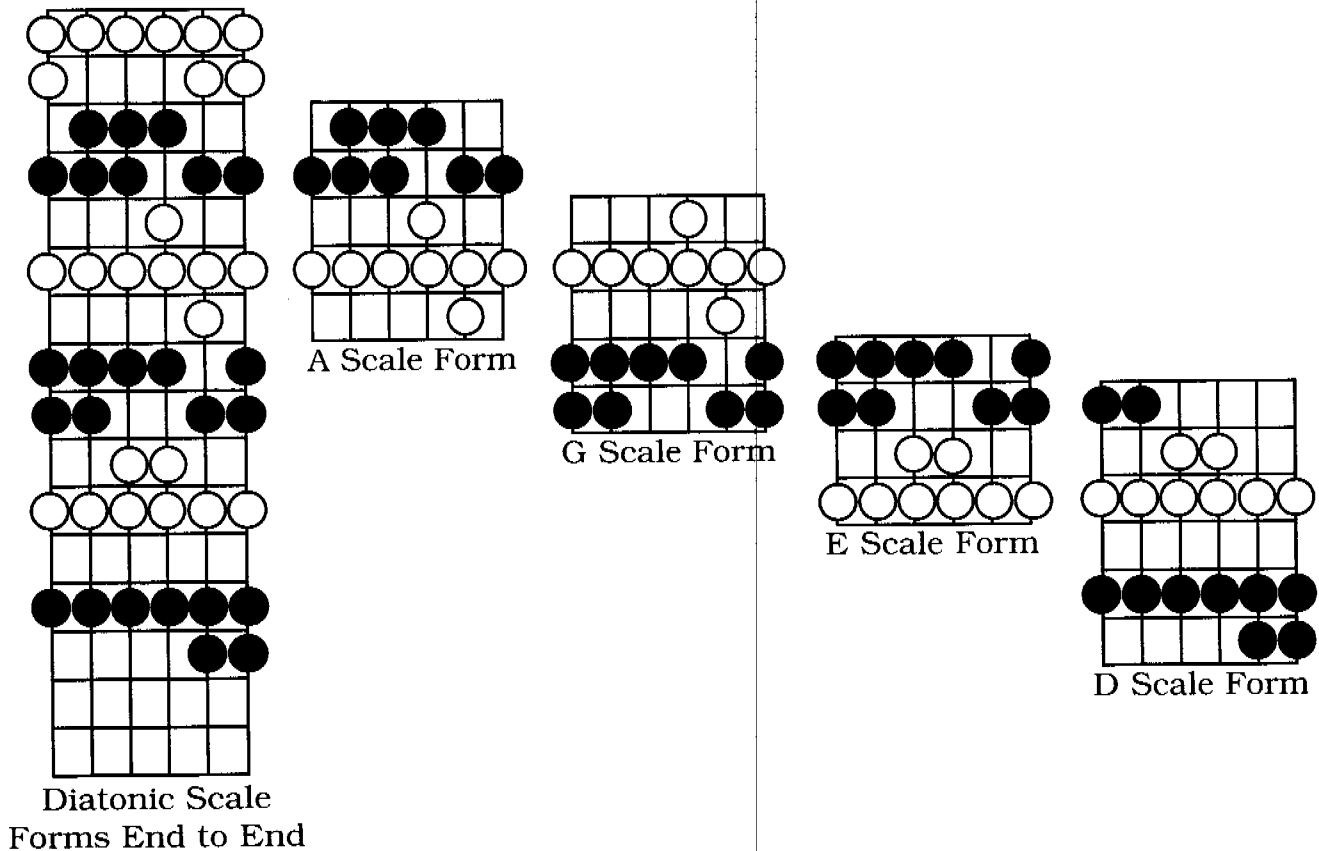 A Scale Form
G Scale Form
E Scale Form
D Scale Form
Diatonic Scale
Forms End to End